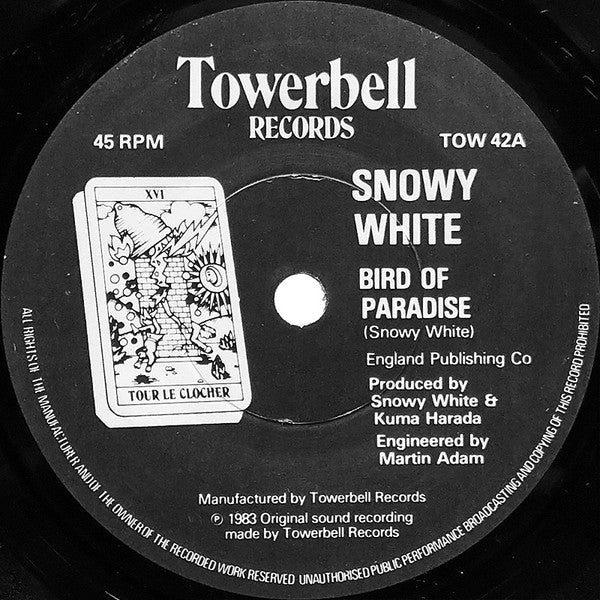 Towerbell
RECORDS
45 RPM
TOW 42A
XVI
TOUR LE CLOCHER
SNOWY
WHITE
BIRD OF
PARADISE
(Snowy White)
England Publishing Co
Produced by
Snowy White &
Kuma Harada
Engineered by
Martin Adam
Manufactured by Towerbell Records
℗ 1983 Original sound recording
made by Towerbell Records
ALL RIGHTS OF THE MANUFACTURER AND OF THE OWNER OF THE RECORDED WORK RESERVED UNAUTHORISED PUBLIC PERFORMANCE BROADCASTING AND COPYING OF THIS RECORD PROHIBITED